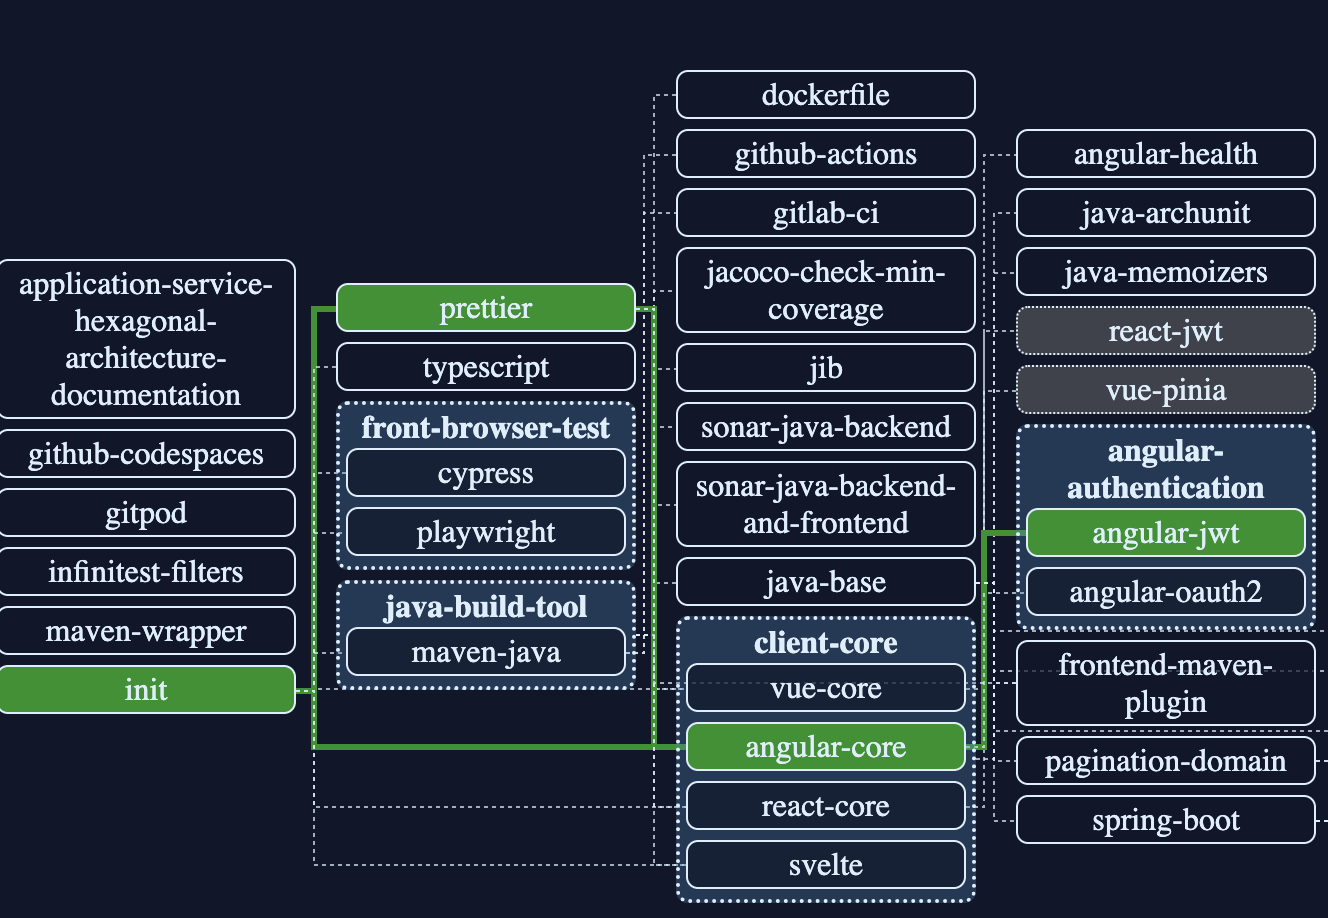 application-service-
hexagonal-
architecture-
documentation
github-codespaces
gitpod
infinitest-filters
maven-wrapper
init
prettier
typescript
front-browser-test
cypress
playwright
java-build-tool
maven-java
dockerfile
github-actions
gitlab-ci
jacoco-check-min-
coverage
jib
sonar-java-backend
sonar-java-backend-
and-frontend
java-base
client-core
vue-core
angular-core
react-core
svelte
angular-health
java-archunit
java-memoizers
react-jwt
vue-pinia
angular-
authentication
angular-jwt
angular-oauth2
frontend-maven-
plugin
pagination-domain
spring-boot